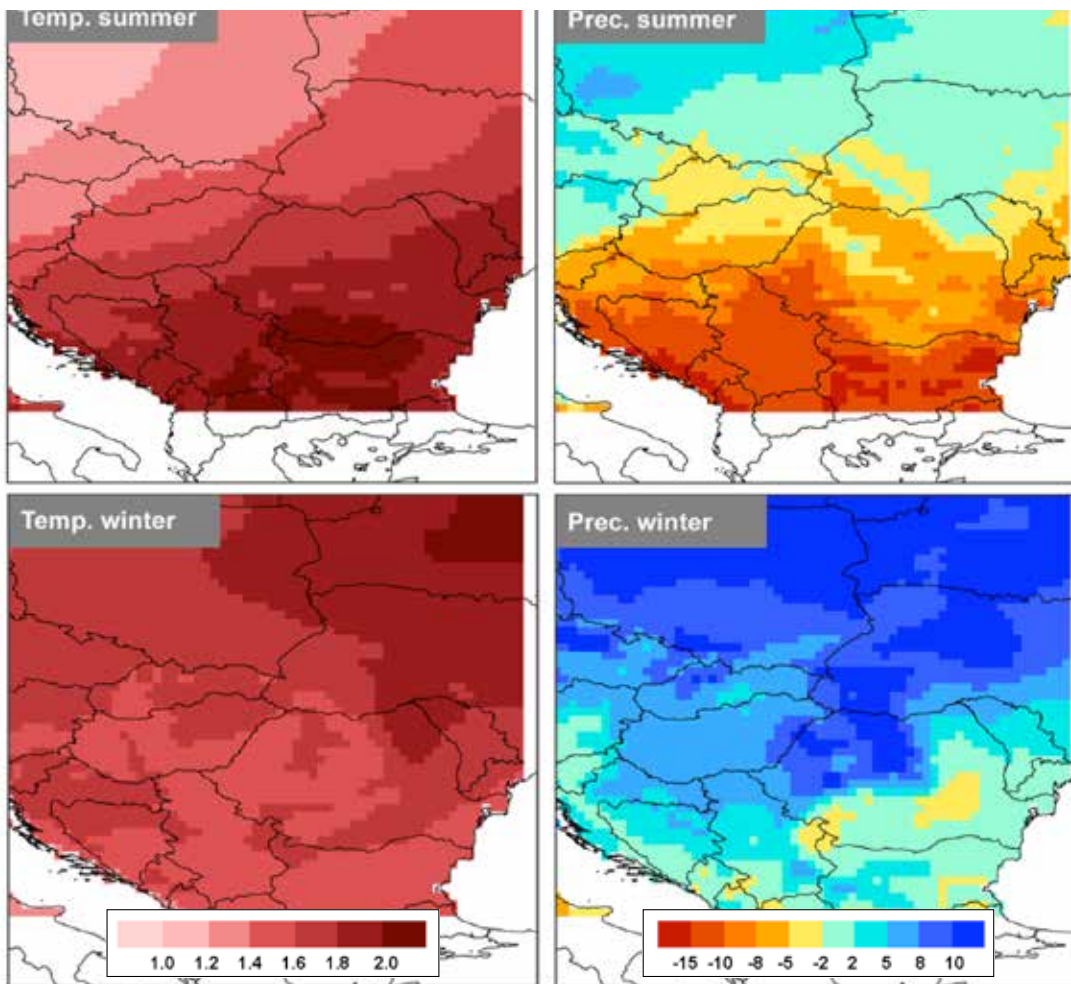 Temp. summer
Prec. summer
Temp. winter
Prec. winter
1.0 1.2 1.4 1.6 1.8 2.0
-15 -10 -8 -5 -2 2 5 8 10